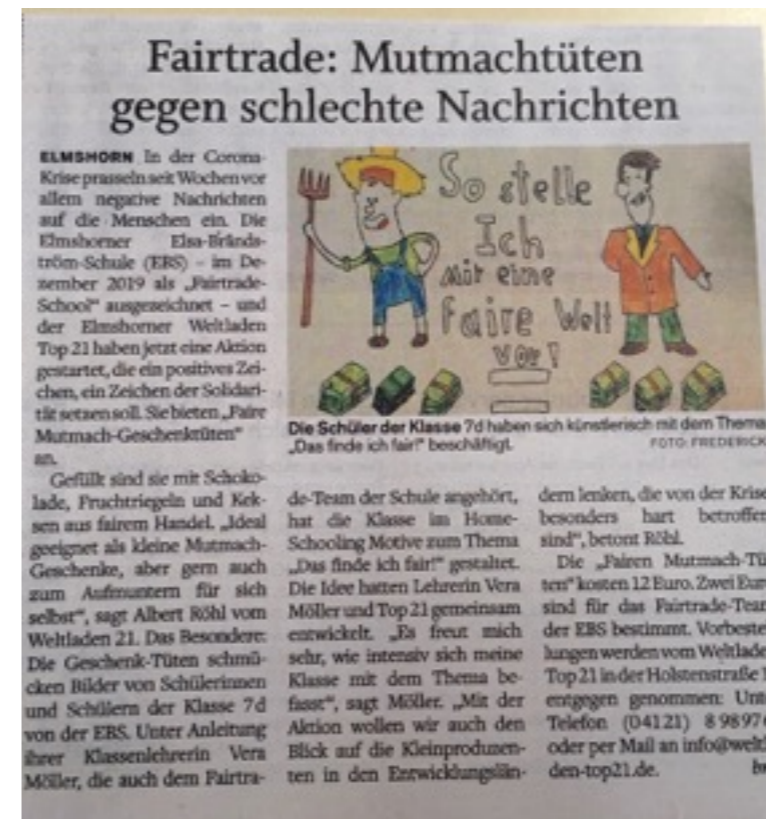 Fairtrade: Mutmachtüten
gegen schlechte Nachrichten
ELMSHORN In der Corona-
Krise prasseln seit Wochen vor
allem negative Nachrichten
auf die Menschen ein. Die
Elmshorner Elsa-Bränd-
ström-Schule (EBS) – im De-
zember 2019 als „Fairtrade-
School“ ausgezeichnet – und
der Elmshorner Weltladen
Top 21 haben jetzt eine Aktion
gestartet, die ein positives Zei-
chen, ein Zeichen der Solidari-
tät setzen soll. Sie bieten „Faire
Mutmach-Geschenktüten“
an.
Gefüllt sind sie mit Schoko-
lade, Fruchtriegeln und Kek-
sen aus fairem Handel. „Ideal
geeignet als kleine Mutmach-
Geschenke, aber gern auch
zum Aufmuntern für sich
selbst“, sagt Albert Röhl vom
Weltladen 21. Das Besondere:
Die Geschenk-Tüten schmü-
cken Bilder von Schülerinnen
und Schülern der Klasse 7d
von der EBS. Unter Anleitung
ihrer Klassenlehrerin Vera
Möller, die auch dem Fairtra-
So stelle
Ich
mir eine
faire Welt
vor!
Die Schüler der Klasse 7d haben sich künstlerisch mit dem Thema
„Das finde ich fair!“ beschäftigt.
FOTO: FREDERICK
de-Team der Schule angehört,
hat die Klasse im Home-
Schooling Motive zum Thema
„Das finde ich fair!“ gestaltet.
Die Idee hatten Lehrerin Vera
Möller und Top 21 gemeinsam
entwickelt. „Es freut mich
sehr, wie intensiv sich meine
Klasse mit dem Thema be-
fasst“, sagt Möller. „Mit der
Aktion wollen wir auch den
Blick auf die Kleinproduzen-
ten in den Entwicklungslän-
dern lenken, die von der Krise
besonders hart betroffen
sind“, betont Röhl.
Die „Fairen Mutmach-Tü
ten“ kosten 12 Euro. Zwei Eur
sind für das Fairtrade-Tea
der EBS bestimmt. Vorbeste
lungen werden vom Weltlade
Top 21 in der Holstenstraße
entgegen genommen: Unt
Telefon (04121) 89897
oder per Mail an info@welt
den-top21.de.